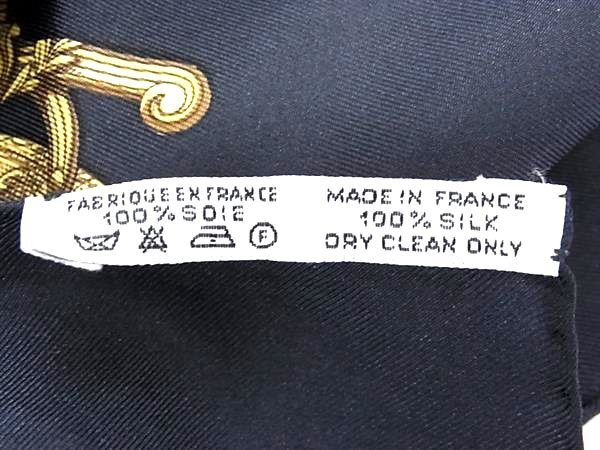 FABRIQUE EN FRANCE
100% SOIE
F
MADE IN FRANCE
100% SILK
DRY CLEAN ONLY